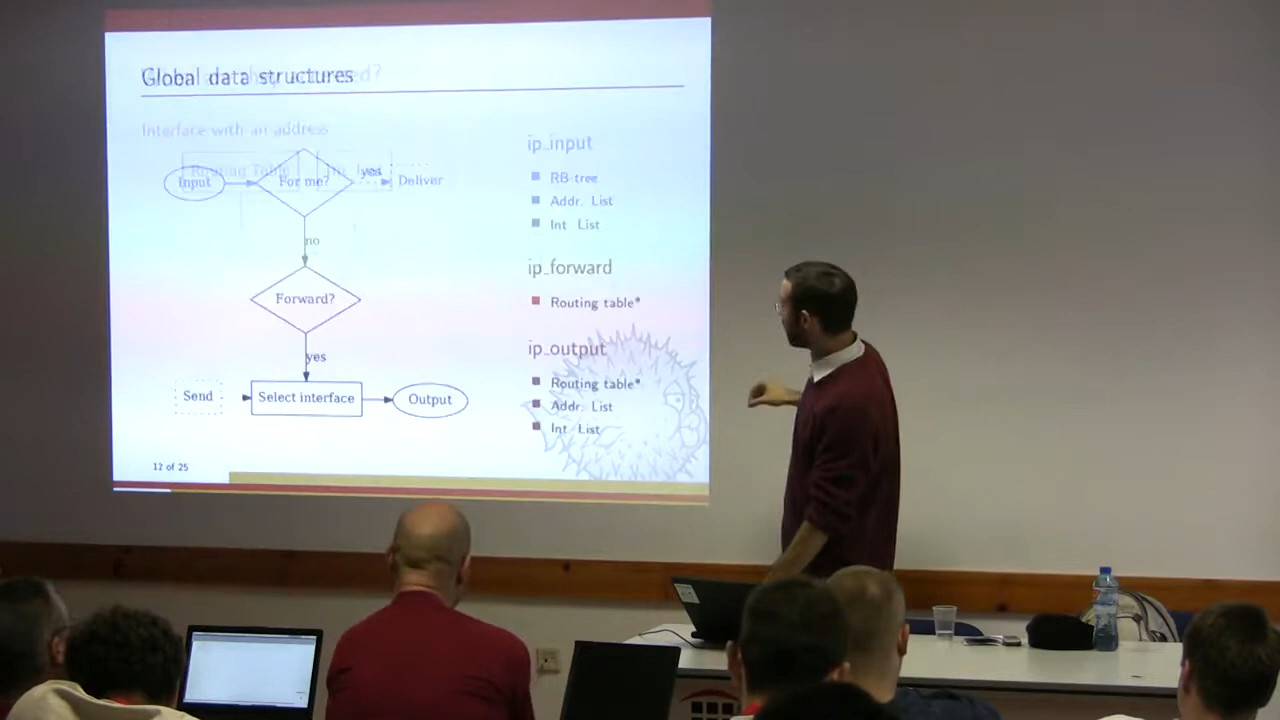 Global data structures
Interface with an address
Routing Table
Input
For me?
yes
Deliver
no
Forward?
yes
Send
Select interface
Output
ip_input
RB-tree
Addr. List
Int List
ip_forward
Routing table*
ip_output
Routing table*
Addr. List
Int List
12 of 25